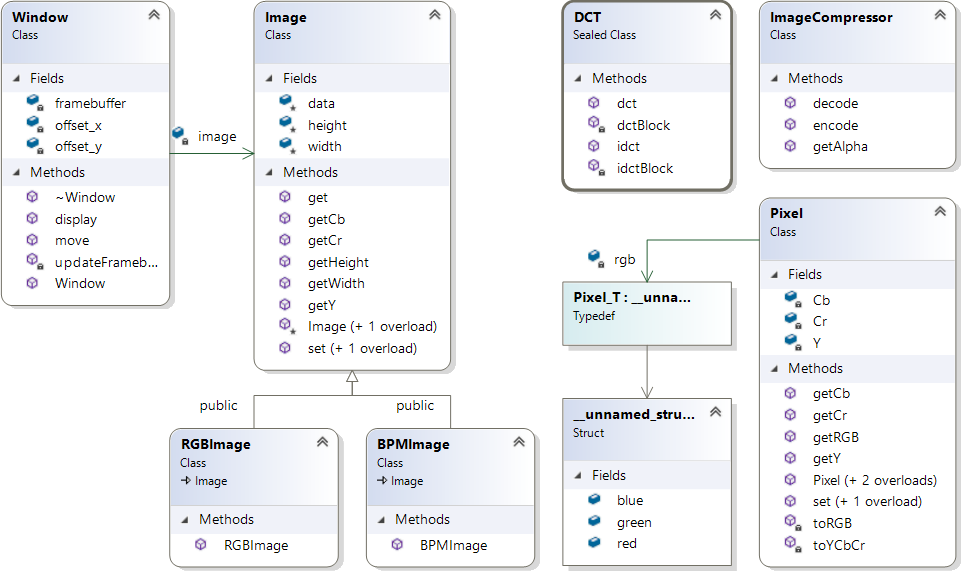 Window
Class
Fields
framebuffer
offset_x
offset_y
Methods
~Window
display
move
updateFrameb...
Window
image
Image
Class
Fields
data
height
width
Methods
get
getCb
getCr
getHeight
getWidth
getY
Image (+ 1 overload)
set (+ 1 overload)
public
public
RGBImage
Class
Image
Methods
RGBImage
BPMImage
Class
Image
Methods
BPMImage
DCT
Sealed Class
Methods
dct
dctBlock
idct
idctBlock
ImageCompressor
Class
Methods
decode
encode
getAlpha
rgb
Pixel_T : __unna...
Typedef
__unnamed_stru...
Struct
Fields
blue
green
red
Pixel
Class
Fields
Cb
Cr
Y
Methods
getCb
getCr
getRGB
getY
Pixel (+ 2 overloads)
set (+ 1 overload)
toRGB
toYCbCr